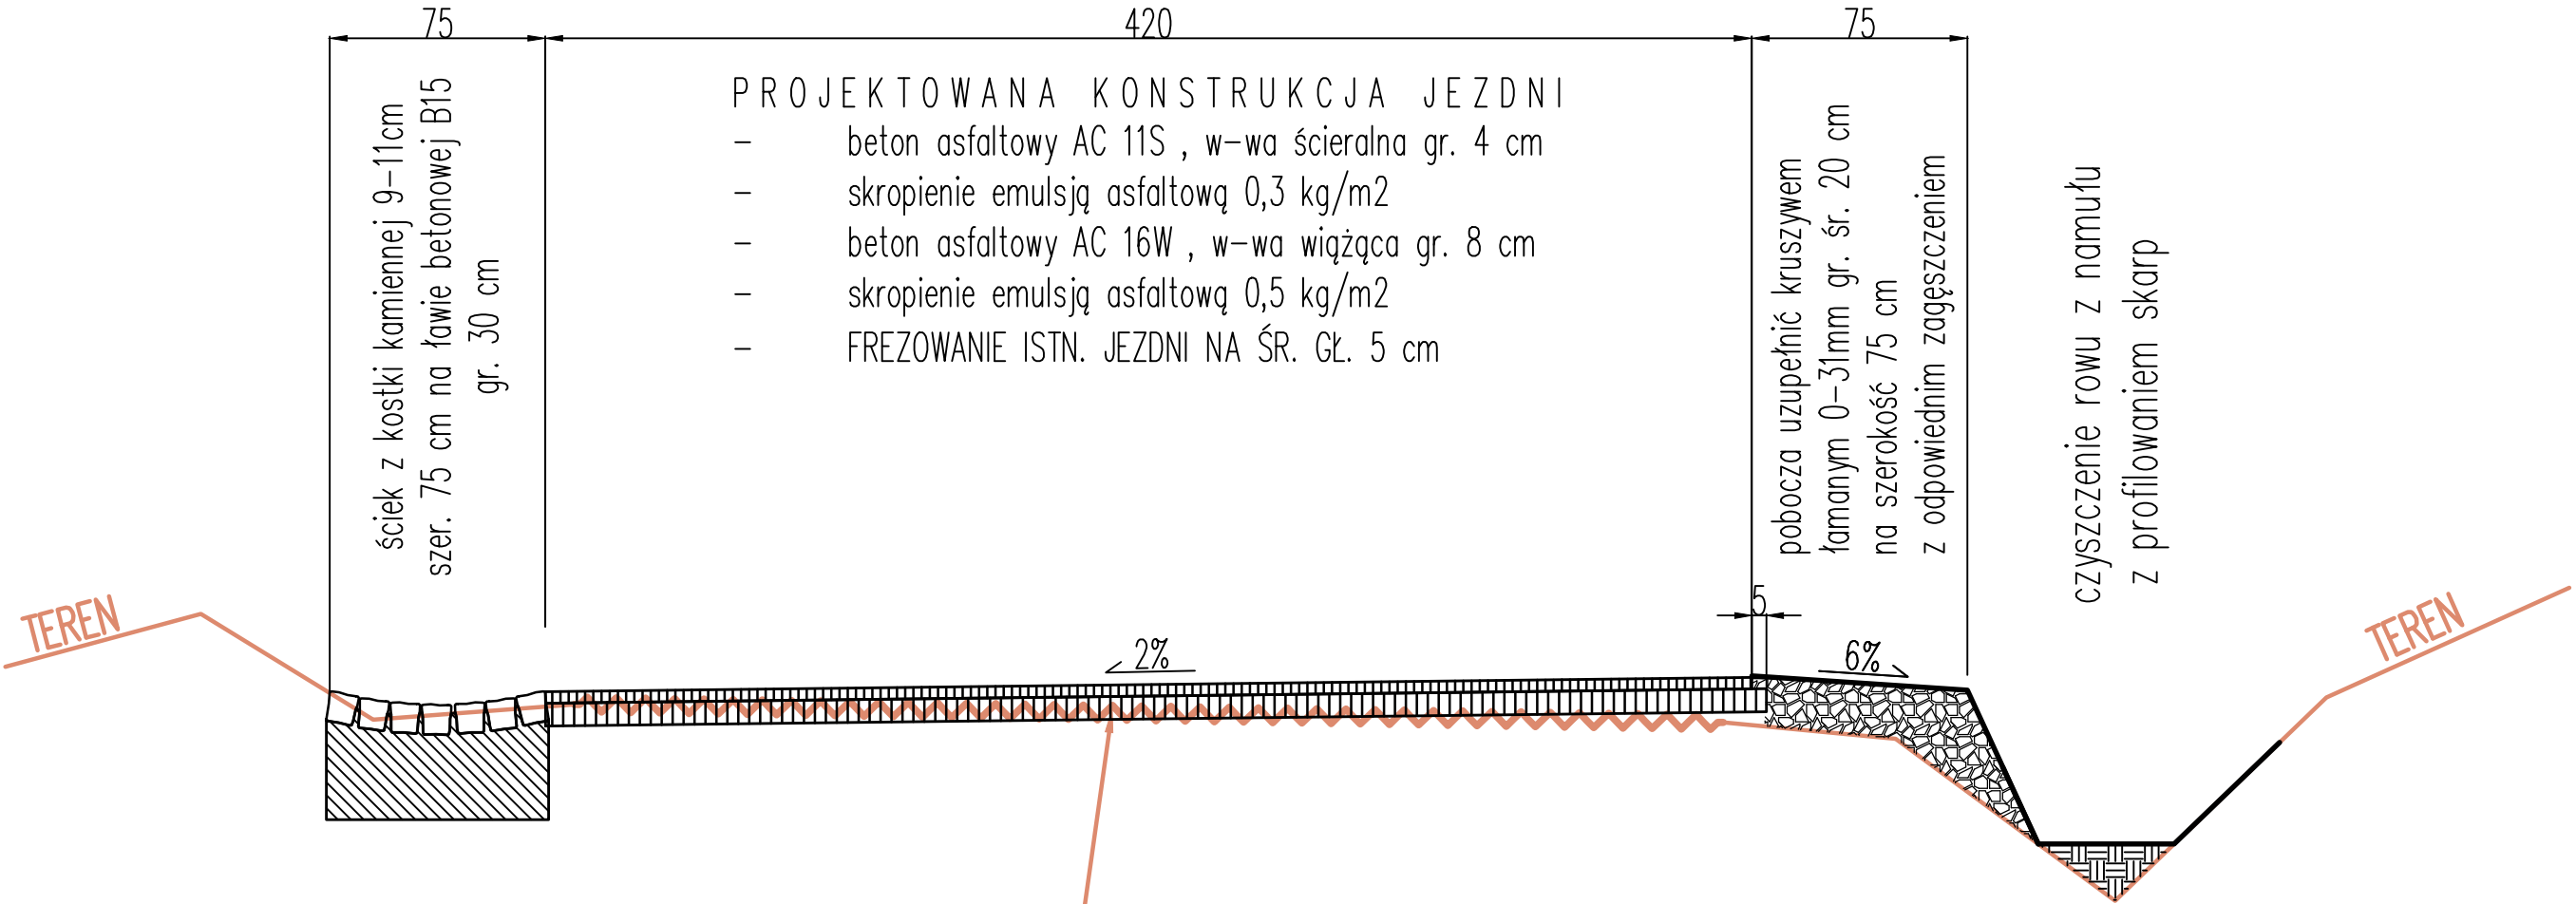 75
420
75
PROJEKTOWANA KONSTRUKCJA JEZDNI
- beton asfaltowy AC 11S , w-wa ścieralna gr. 4 cm
- skropienie emulsją asfaltową 0,3 kg/m2
- beton asfaltowy AC 16W , w-wa wiążąca gr. 8 cm
- skropienie emulsją asfaltową 0,5 kg/m2
- FREZOWANIE ISTN. JEZDNI NA ŚR. GŁ. 5 cm
ściek z kostki kamiennej 9-11cm
szer. 75 cm na ławie betonowej B15
gr. 30 cm
pobocza uzupełnić kruszywem
łamanym 0-31mm gr. śr. 20 cm
na szerokość 75 cm
z odpowiednim zagęszczeniem
czyszczenie rowu z namułu
z profilowaniem skarp
TEREN
5
2%
6%
TEREN